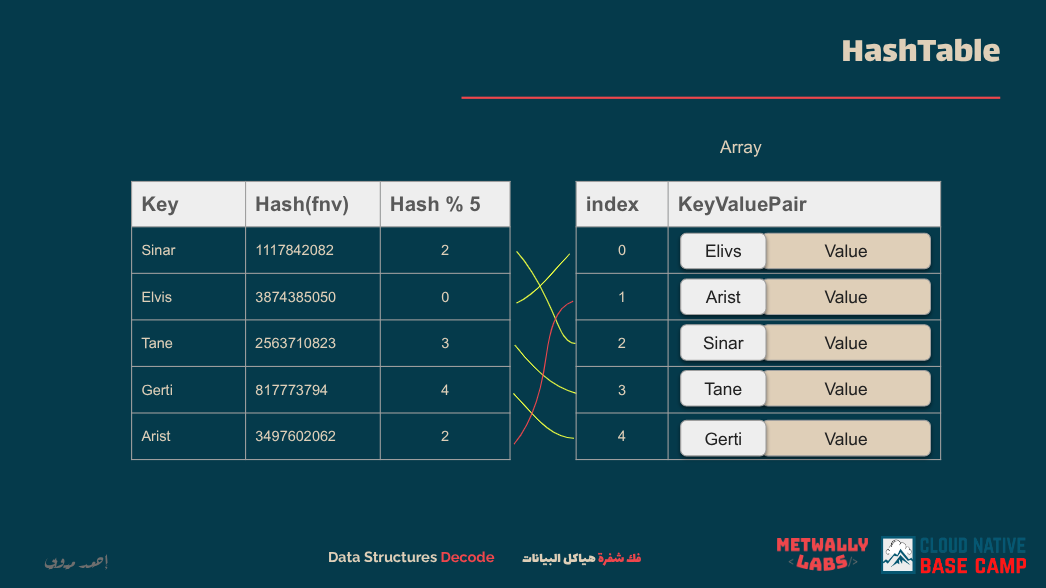 HashTable
Array
Key Hash(fnv) Hash % 5
Sinar 1117842082 2
Elvis 3874385050 0
Tane 2563710823 3
Gerti 817773794 4
Arist 3497602062 2
index KeyValuePair
0 Elivs Value
1 Arist Value
2 Sinar Value
3 Tane Value
4 Gerti Value
Data Structures Decode
فك شفرة هياكل البيانات
METWALLY
<LABS/>
CLOUD NATIVE
BASE CAMP